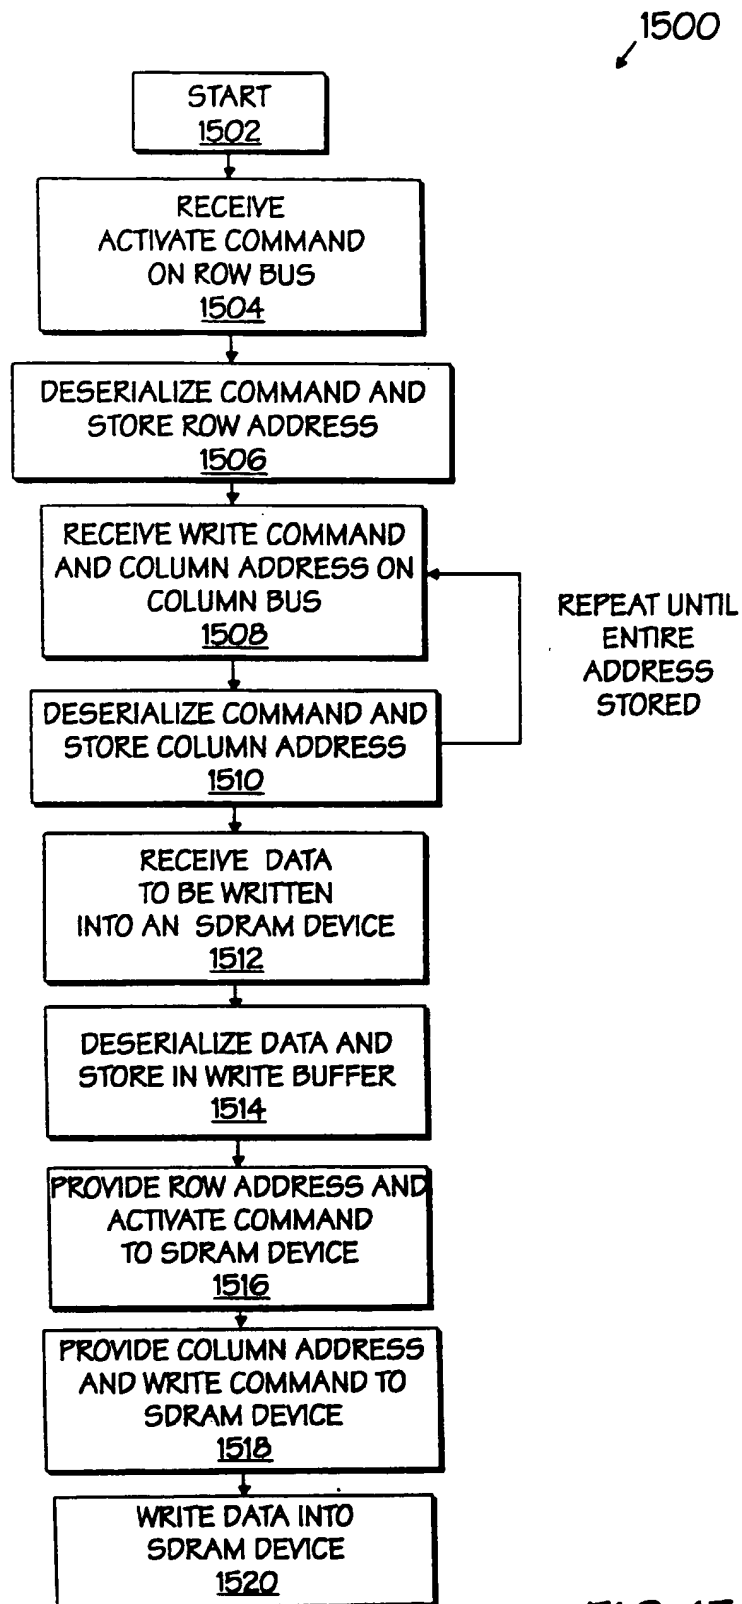 1500
START
1502
RECEIVE
ACTIVATE COMMAND
ON ROW BUS
1504
DESERIALIZE COMMAND AND
STORE ROW ADDRESS
1506
RECEIVE WRITE COMMAND
AND COLUMN ADDRESS ON
COLUMN BUS
1508
REPEAT UNTIL
ENTIRE
ADDRESS
STORED
DESERIALIZE COMMAND AND
STORE COLUMN ADDRESS
1510
RECEIVE DATA
TO BE WRITTEN
INTO AN SDRAM DEVICE
1512
DESERIALIZE DATA AND
STORE IN WRITE BUFFER
1514
PROVIDE ROW ADDRESS AND
ACTIVATE COMMAND
TO SDRAM DEVICE
1516
PROVIDE COLUMN ADDRESS
AND WRITE COMMAND TO
SDRAM DEVICE
1518
WRITE DATA INTO
SDRAM DEVICE
1520